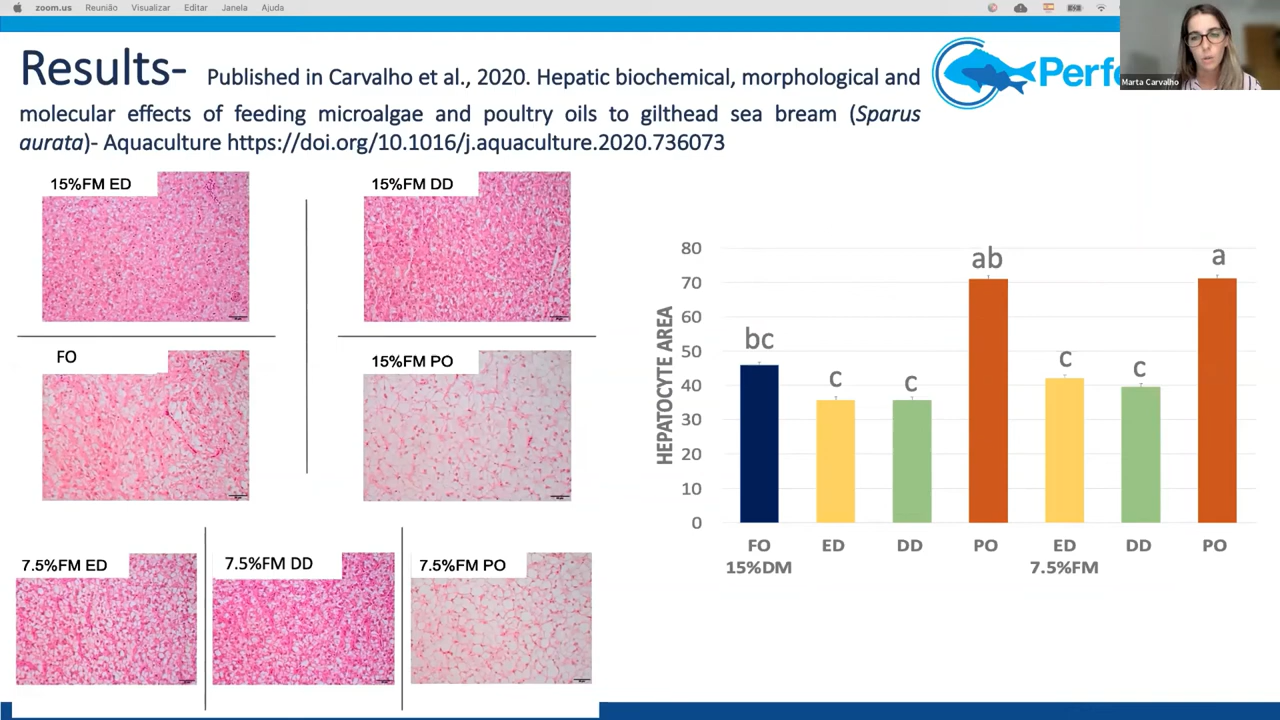 zoom.us Reunião Visualizar Editar Janela Ajuda
Marta Carvalho
Results- Published in Carvalho et al., 2020. Hepatic biochemical, morphological and
molecular effects of feeding microalgae and poultry oils to gilthead sea bream (Sparus
aurata)- Aquaculture https://doi.org/10.1016/j.aquaculture.2020.736073
15%FM ED
15%FM DD
FO
15%FM PO
7.5%FM ED
7.5%FM DD
7.5%FM PO
HEPATOCYTE AREA
80
70
60
50
40
30
20
10
0
bc
c
c
ab
c
c
a
FO ED DD PO ED DD PO
15%DM 7.5%FM